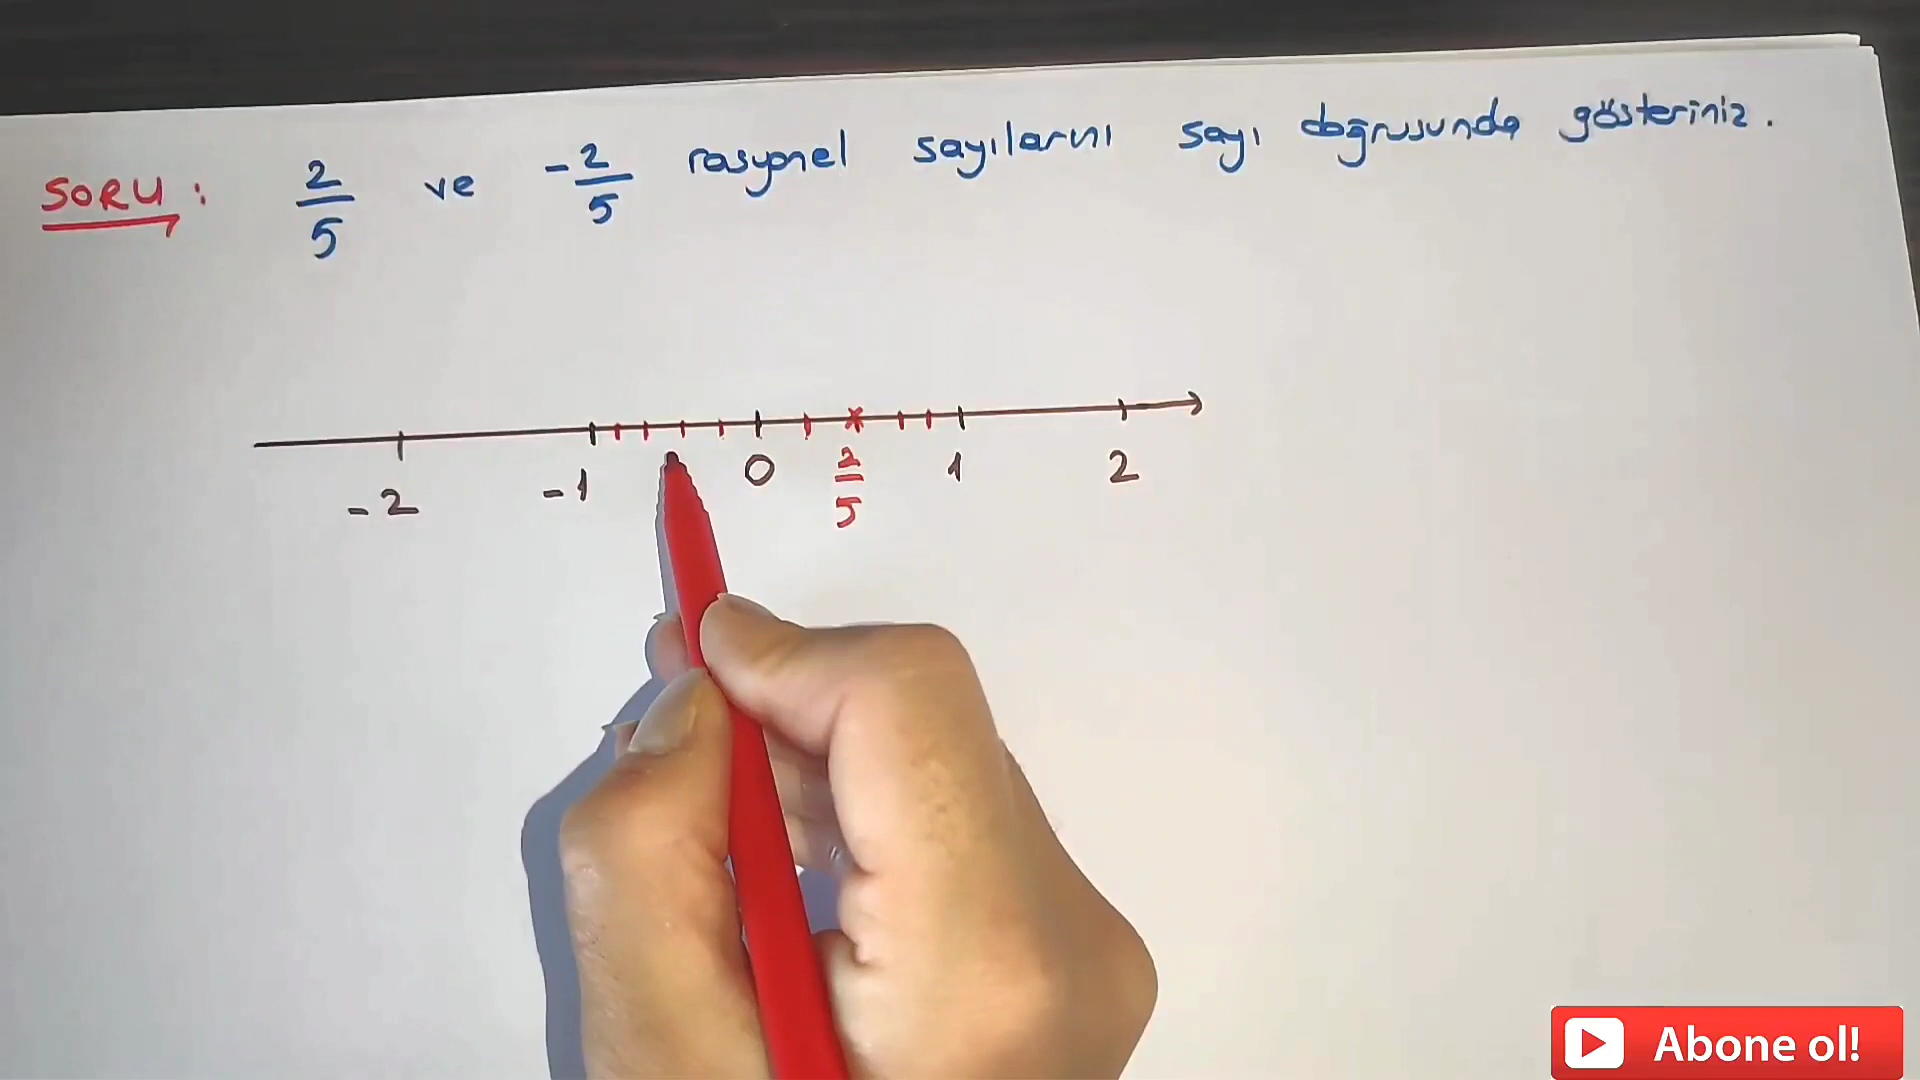 SORU : 2/5 ve -2/5 rasyonel sayılarını sayı doğrusunda gösteriniz.
-2 -1 0 2/5 1 2
Abone ol!